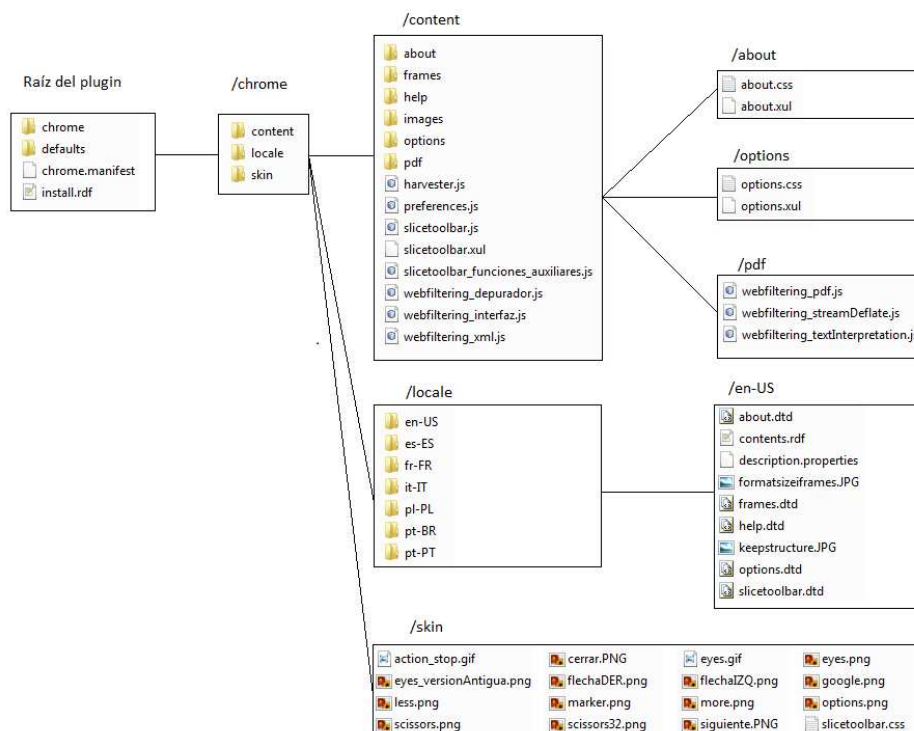 Raíz del plugin
chrome
defaults
chrome.manifest
install.rdf
/chrome
content
locale
skin
/content
about
frames
help
images
options
pdf
harvester.js
preferences.js
slicetoolbar.js
slicetoolbar.xul
slicetoolbar_funciones_auxiliares.js
webfiltering_depurador.js
webfiltering_interfaz.js
webfiltering_xml.js
/about
about.css
about.xul
/options
options.css
options.xul
/pdf
webfiltering_pdf.js
webfiltering_streamDeflate.js
webfiltering_textInterpretation.j
/locale
en-US
es-ES
fr-FR
it-IT
pl-PL
pt-BR
pt-PT
/en-US
about.dtd
contents.rdf
description.properties
formatsizeiframes.JPG
frames.dtd
help.dtd
keepstructure.JPG
options.dtd
slicetoolbar.dtd
/skin
action_stop.gif cerrar.PNG eyes.gif eyes.png
eyes_versionAntigua.png flechaDER.png flechaIZQ.png google.png
less.png marker.png more.png options.png
scissors.png scissors32.png siguiente.PNG slicetoolbar.css